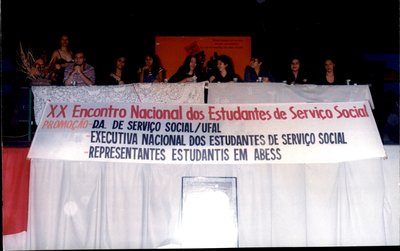 XX Encontro Nacional dos Estudantes de Serviço Social
PROMOÇÃO-D.A. DE SERVIÇO SOCIAL/UFAL
-EXECUTIVA NACIONAL DOS ESTUDANTES DE SERVIÇO SOCIAL
-REPRESENTANTES ESTUDANTIS EM ABESS